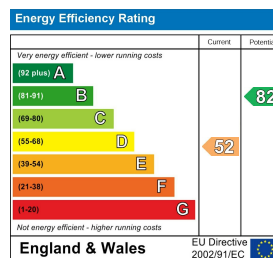 Energy Efficiency Rating
Current
Very energy efficient - lower running costs
(92 plus) A
(81-91) B
82
(69-80) C
(55-68) D
52
(39-54) E
(21-38) F
(1-20) G
Not energy efficient - higher running costs
England & Wales
EU Directive
2002/91/EC